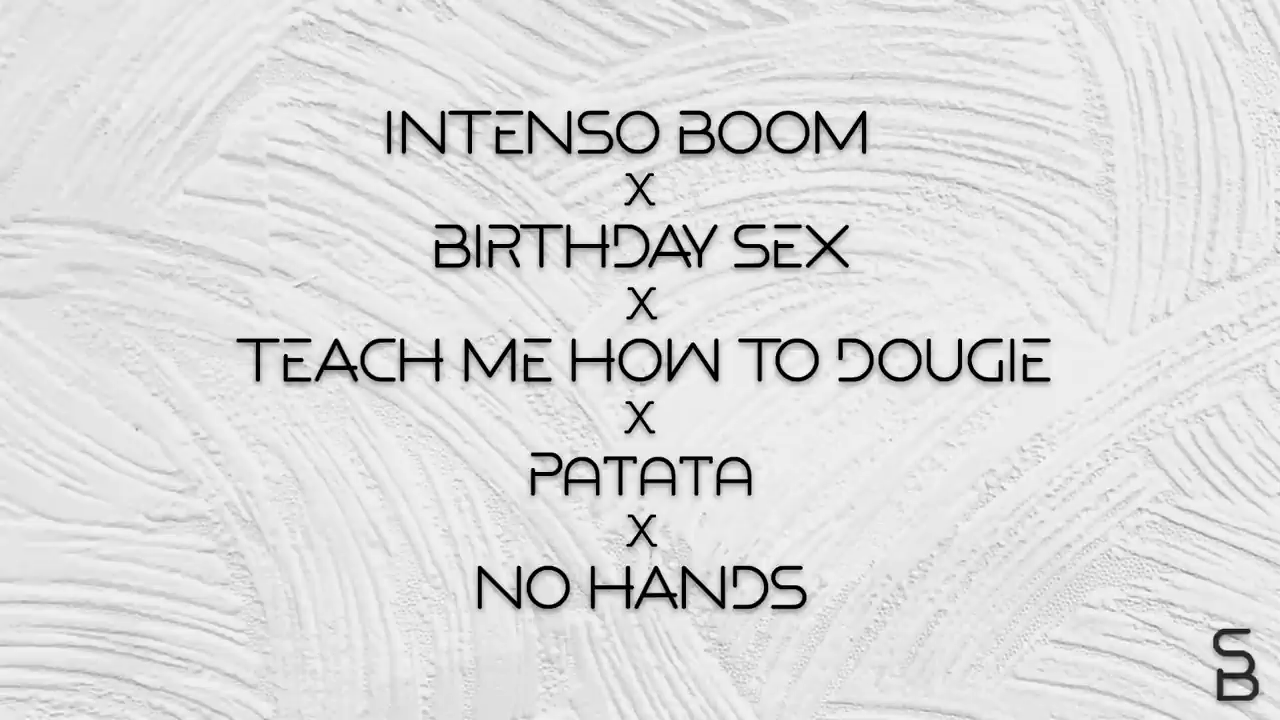 INTENSO BOOM
X
BIRTHDAY SEX
X
TEACH ME HOW TO DOUGIE
X
PATATA
X
NO HANDS
SB